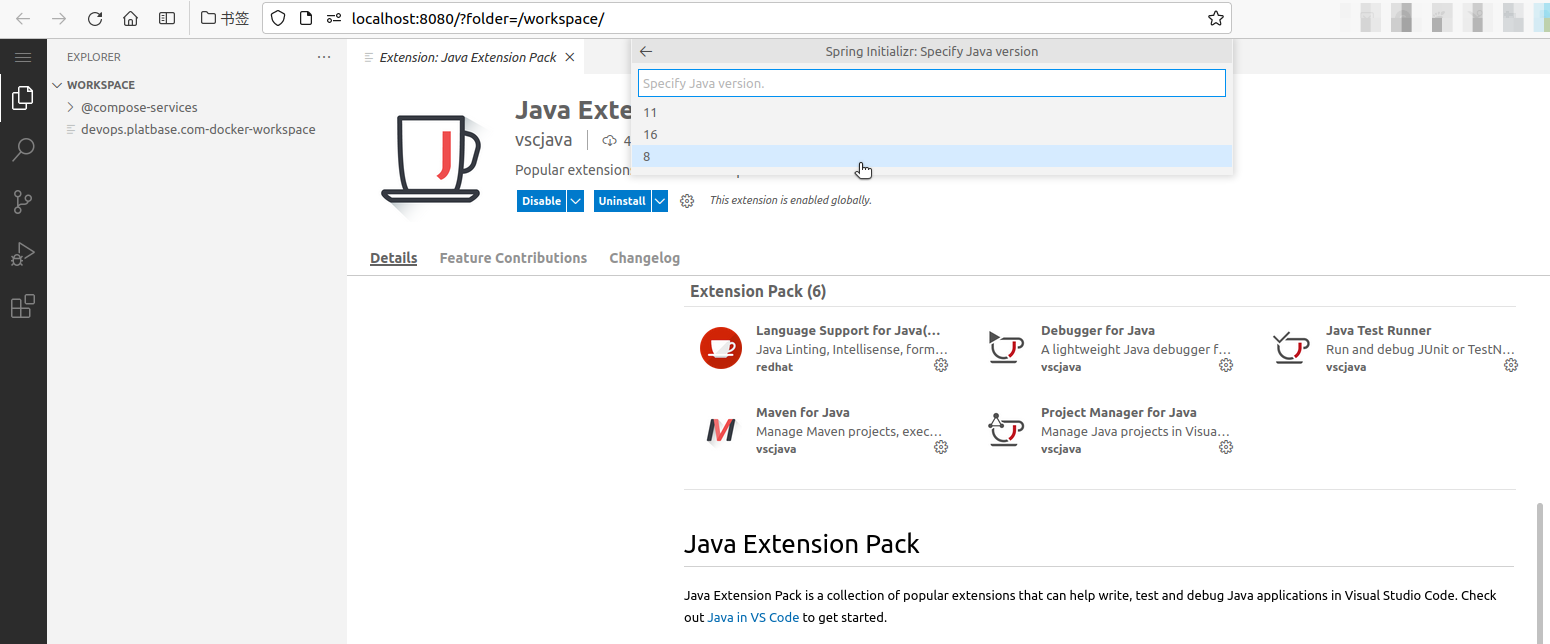 书签
localhost:8080/?folder=/workspace/
EXPLORER
Extension: Java Extension Pack
Spring Initializr: Specify Java version
Specify Java version.
11
16
8
WORKSPACE
@compose-services
devops.platbase.com-docker-workspace
Java Exte
vscjava
4
Popular extension
Disable
Uninstall
This extension is enabled globally.
Details Feature Contributions Changelog
Extension Pack (6)
Language Support for Java(...
Java Linting, Intellisense, form...
redhat
Debugger for Java
A lightweight Java debugger f...
vscjava
Java Test Runner
Run and debug JUnit or TestN...
vscjava
Maven for Java
Manage Maven projects, exec...
vscjava
Project Manager for Java
Manage Java projects in Visua...
vscjava
Java Extension Pack
Java Extension Pack is a collection of popular extensions that can help write, test and debug Java applications in Visual Studio Code. Check
out Java in VS Code to get started.